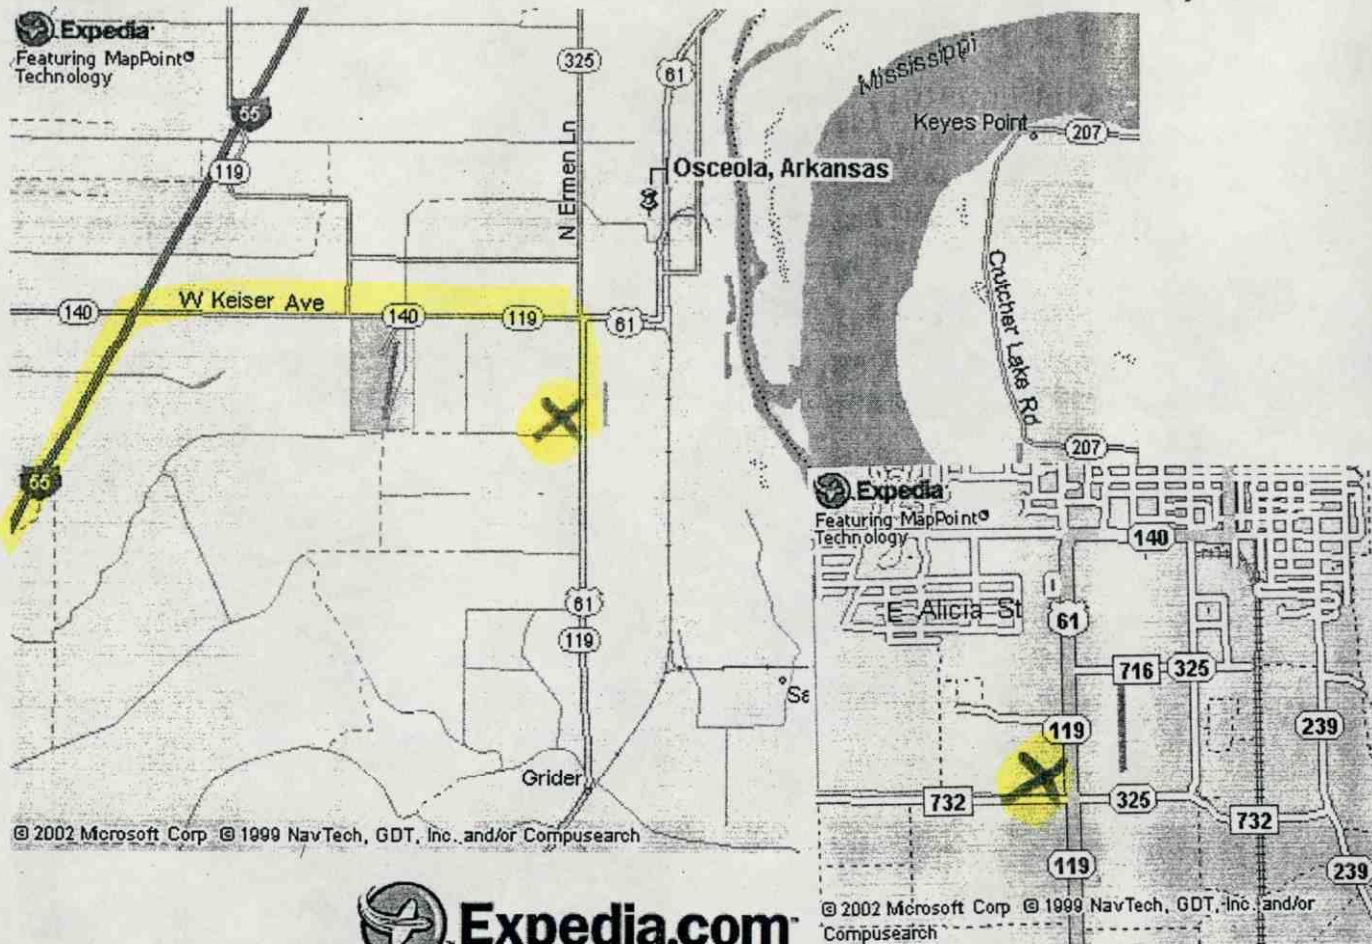 Expedia
Featuring MapPoint®
Technology
325
61
Mississippi
Keyes Point
207
55
119
N Ermen Ln
Osceola, Arkansas
Crutcher Lake Rd
W Keiser Ave
140
140
119
61
207
55
Expedia
Featuring MapPoint®
Technology
140
E Alicia St
61
61
119
716
325
Sa
119
239
Grider
732
325
732
119
239
© 2002 Microsoft Corp © 1999 NavTech, GDT, Inc. and/or Compusearch
© 2002 Microsoft Corp © 1999 NavTech, GDT, Inc. and/or
Compusearch
Expedia.com